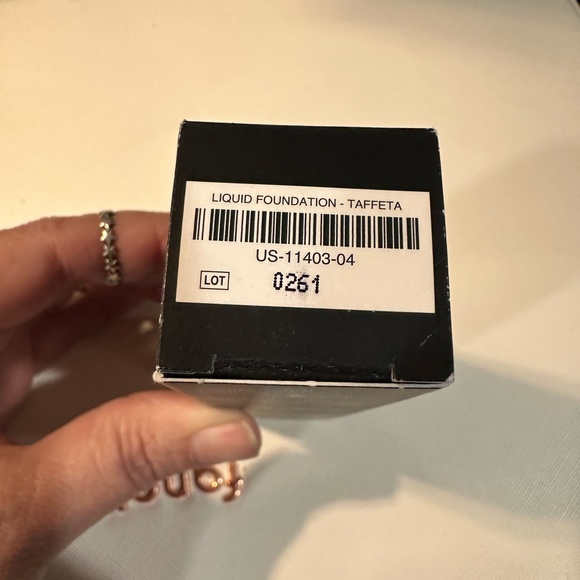 LIQUID FOUNDATION - TAFFETA
US-11403-04
LOT 0261